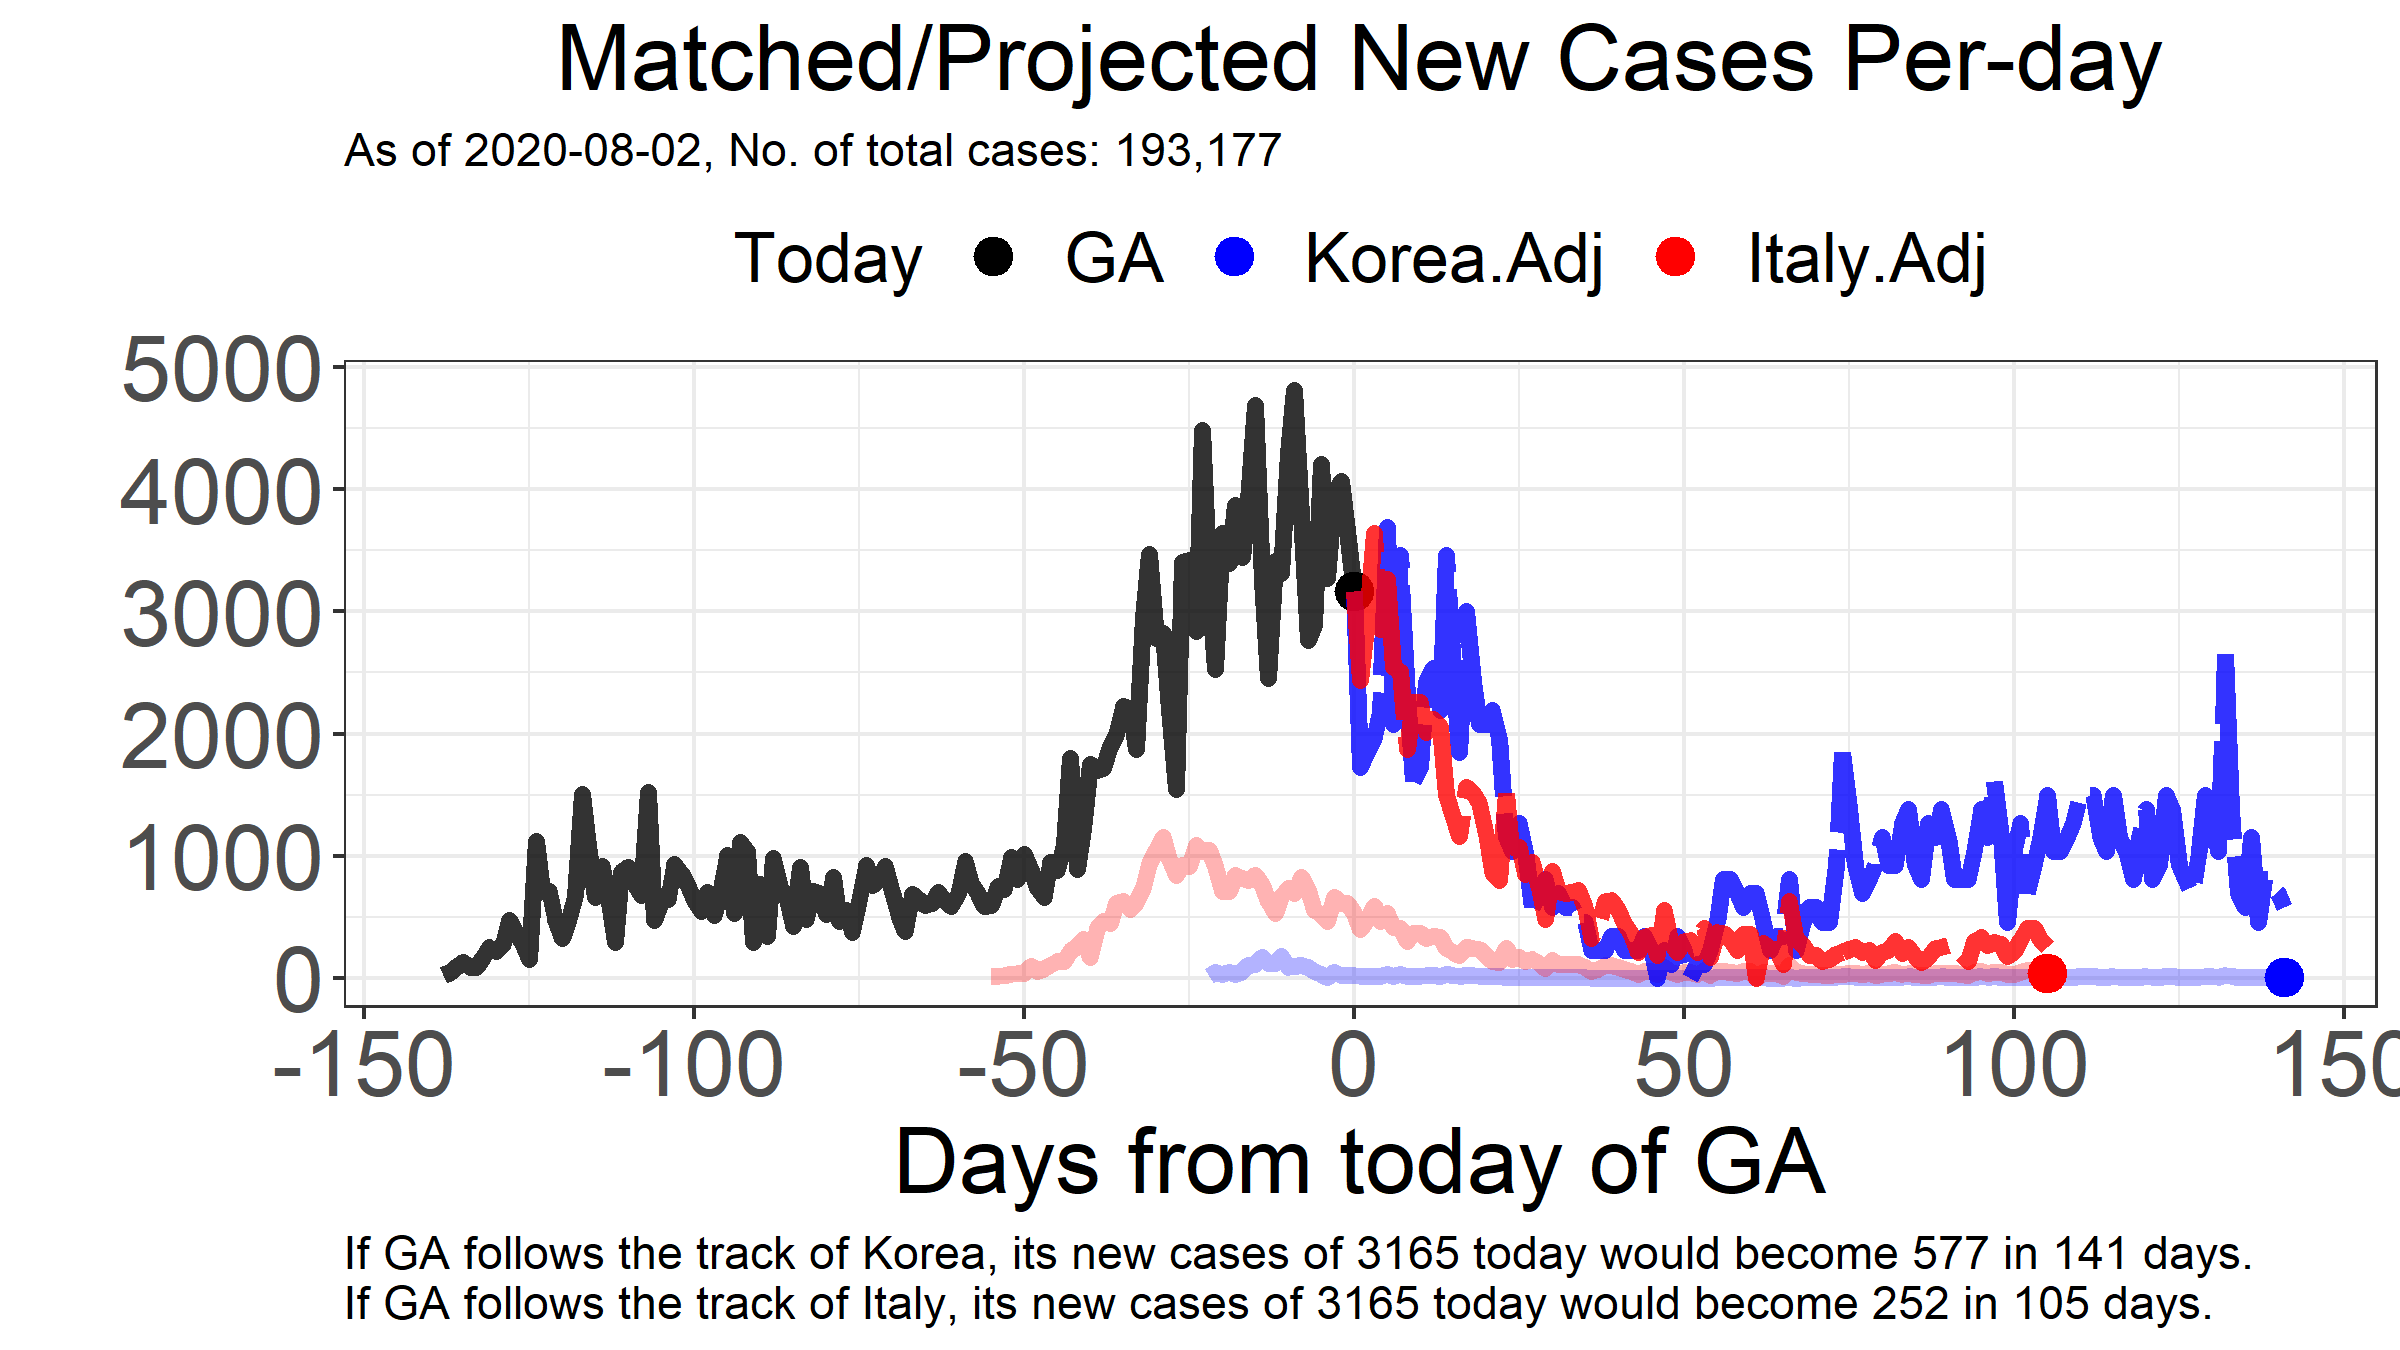 Matched/Projected New Cases Per-day
As of 2020-08-02, No. of total cases: 193,177
Today GA Korea.Adj Italy.Adj
5000
4000
3000
2000
1000
0
-150 -100 -50 0 50 100 150
Days from today of GA
If GA follows the track of Korea, its new cases of 3165 today would become 577 in 141 days.
If GA follows the track of Italy, its new cases of 3165 today would become 252 in 105 days.